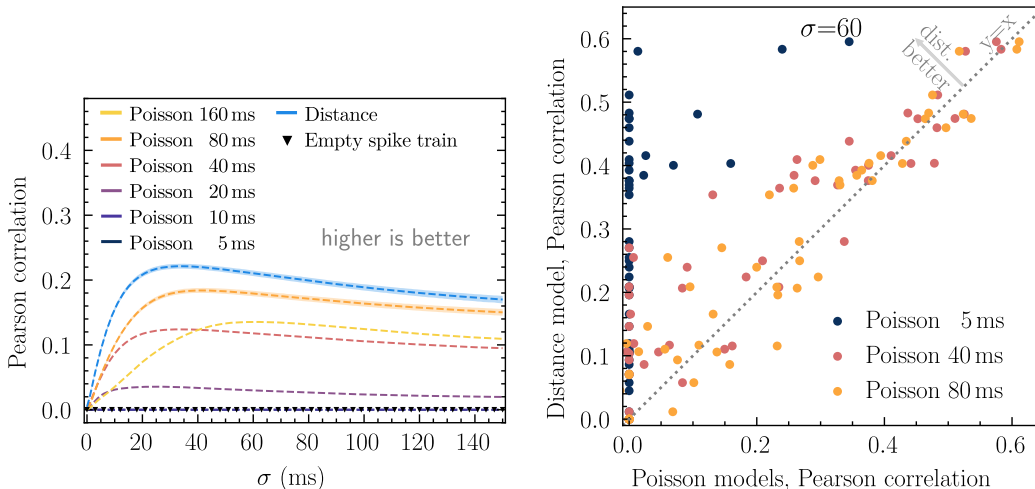 Poisson 160 ms
Poisson 80 ms
Poisson 40 ms
Poisson 20 ms
Poisson 10 ms
Poisson 5 ms
Distance
Empty spike train
higher is better
Pearson correlation
0.4
0.3
0.2
0.1
0.0
0 20 40 60 80 100 120 140
σ (ms)
σ=60
dist.
better
y=x
Distance model, Pearson correlation
0.6
0.5
0.4
0.3
0.2
0.1
0.0
Poisson 5 ms
Poisson 40 ms
Poisson 80 ms
0.0 0.2 0.4 0.6
Poisson models, Pearson correlation